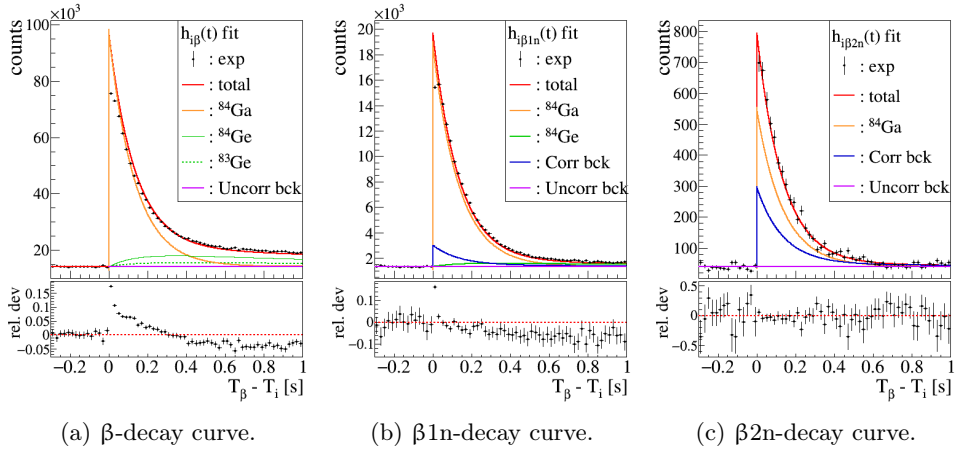 ×10³
h_{iβ}(t) fit
: exp
: total
: ⁸⁴Ga
: ⁸⁴Ge
: ⁸³Ge
: Uncorr bck
counts
100
80
60
40
20
rel. dev
0.15
0.1
0.05
0
−0.05
−0.2 0 0.2 0.4 0.6 0.8 1
T_β - T_i [s]
(a) β-decay curve.
×10³
h_{iβ1n}(t) fit
: exp
: total
: ⁸⁴Ga
: ⁸⁴Ge
: Corr bck
: Uncorr bck
counts
20
18
16
14
12
10
8
6
4
2
rel. dev
0.1
0
−0.1
−0.2 0 0.2 0.4 0.6 0.8 1
T_β - T_i [s]
(b) β1n-decay curve.
h_{iβ2n}(t) fit
: exp
: total
: ⁸⁴Ga
: Corr bck
: Uncorr bck
counts
800
700
600
500
400
300
200
100
rel. dev
0.5
0
−0.5
−0.2 0 0.2 0.4 0.6 0.8 1
T_β - T_i [s]
(c) β2n-decay curve.